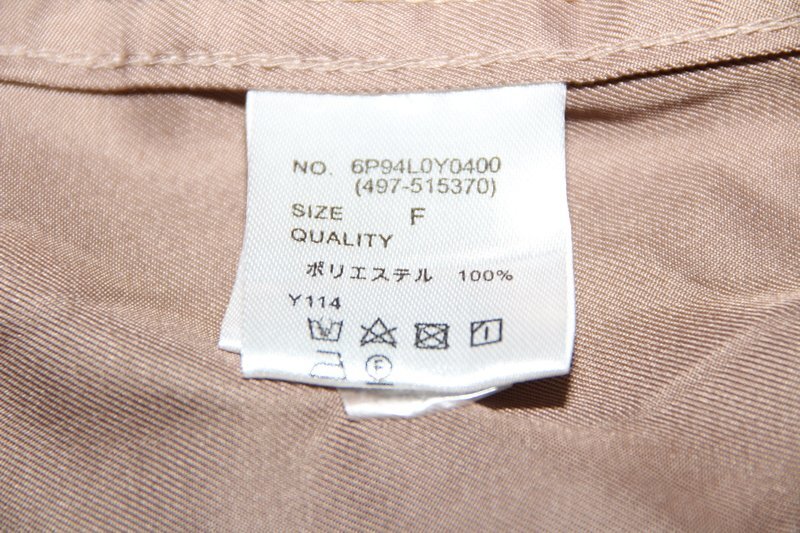 NO. 6P94L0Y0400
(497-515370)
SIZE F
QUALITY
ポリエステル 100%
Y114
F